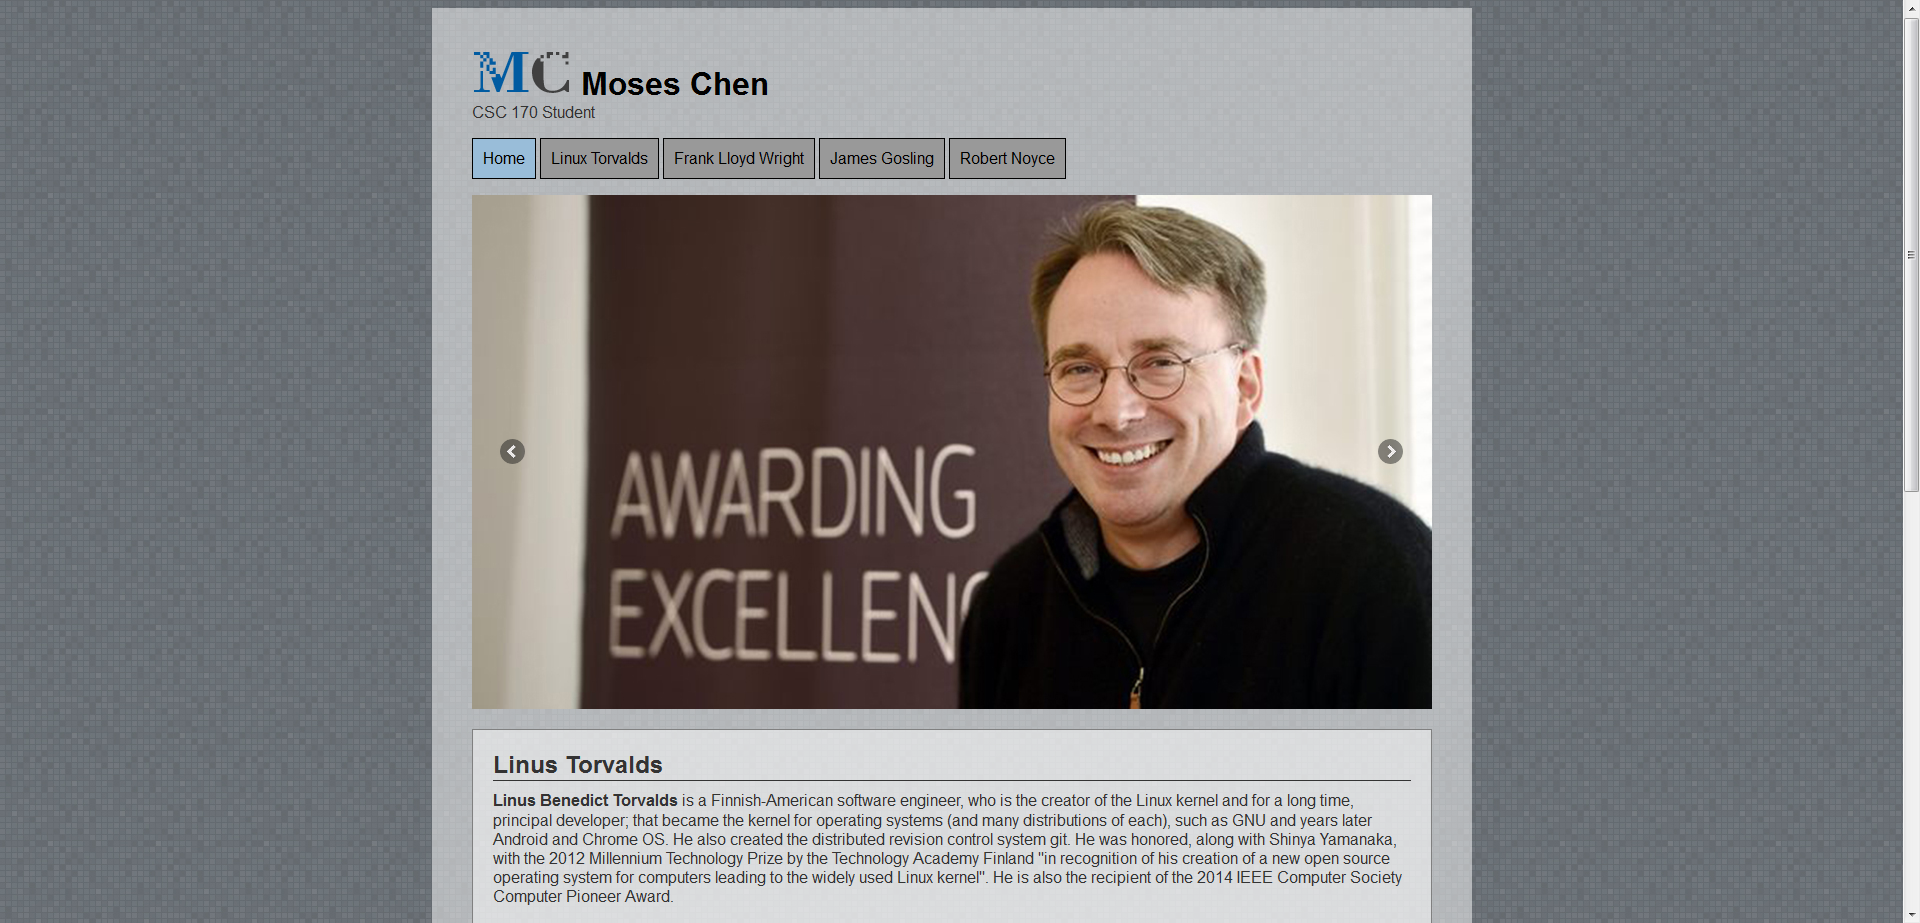 MC Moses Chen
CSC 170 Student
Home Linux Torvalds Frank Lloyd Wright James Gosling Robert Noyce
AWARDING
EXCELLENC
Linus Torvalds
Linus Benedict Torvalds is a Finnish-American software engineer, who is the creator of the Linux kernel and for a long time,
principal developer; that became the kernel for operating systems (and many distributions of each), such as GNU and years later
Android and Chrome OS. He also created the distributed revision control system git. He was honored, along with Shinya Yamanaka,
with the 2012 Millennium Technology Prize by the Technology Academy Finland "in recognition of his creation of a new open source
operating system for computers leading to the widely used Linux kernel". He is also the recipient of the 2014 IEEE Computer Society
Computer Pioneer Award.